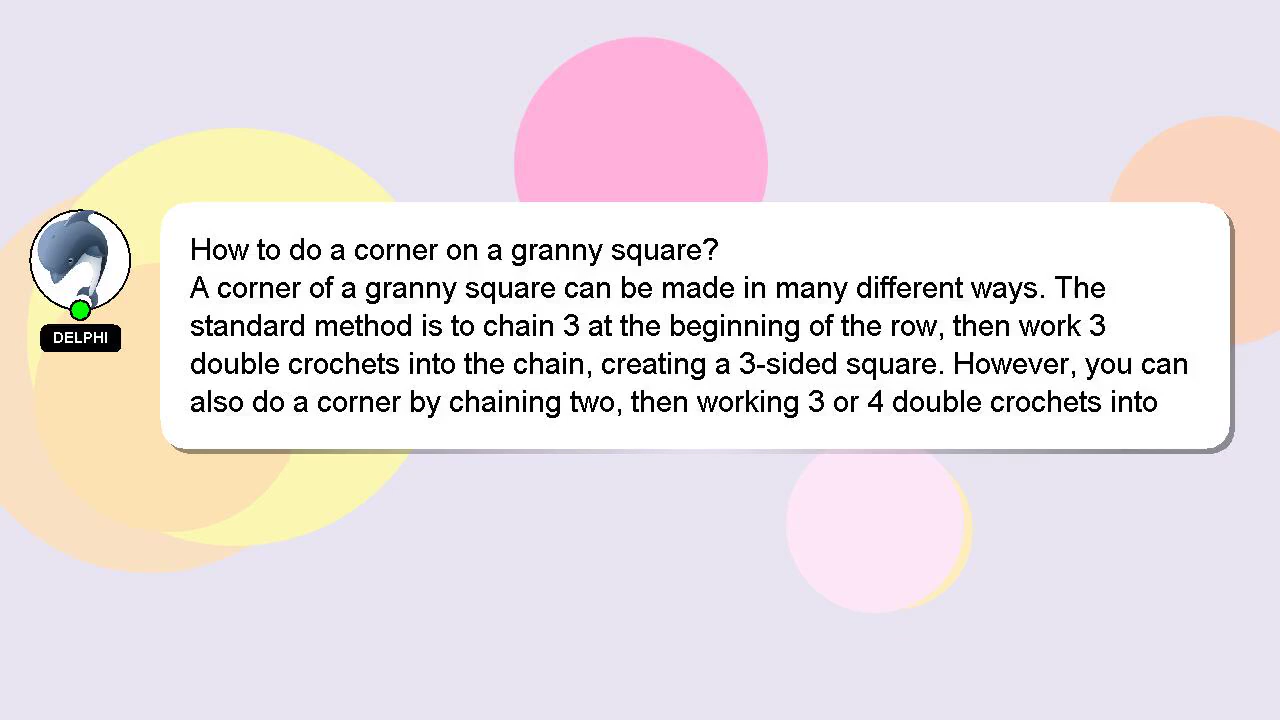 How to do a corner on a granny square?
A corner of a granny square can be made in many different ways. The
standard method is to chain 3 at the beginning of the row, then work 3
double crochets into the chain, creating a 3-sided square. However, you can
also do a corner by chaining two, then working 3 or 4 double crochets into
DELPHI